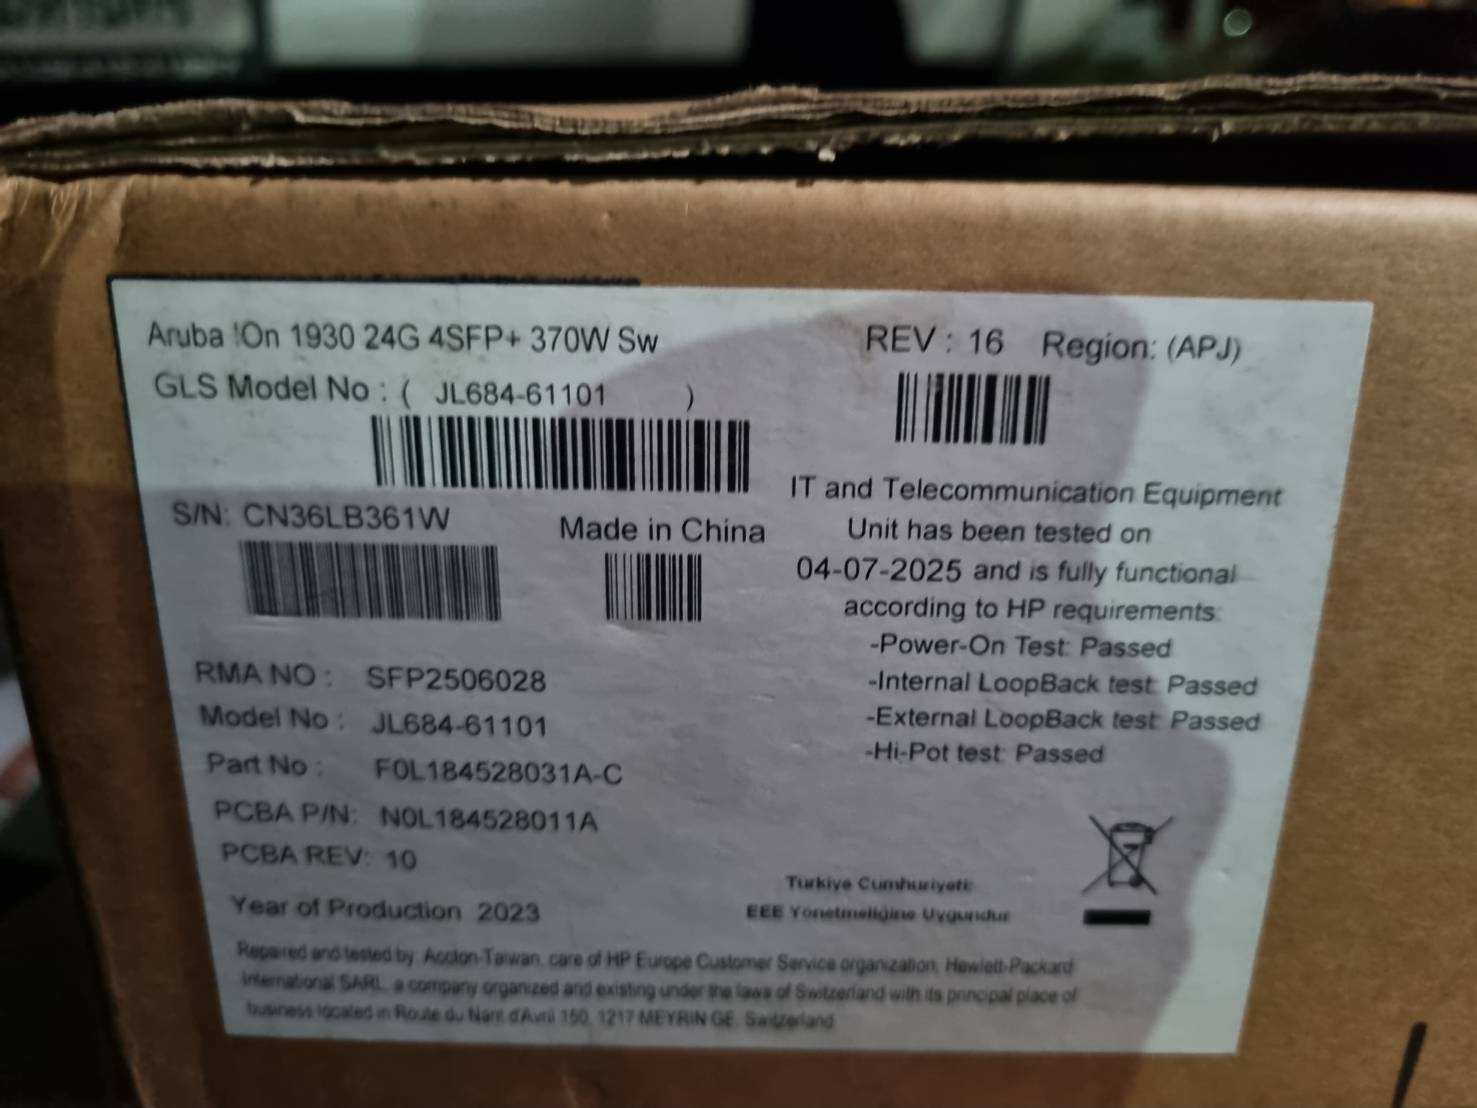 Aruba !On 1930 24G 4SFP+ 370W Sw
REV : 16 Region: (APJ)
GLS Model No : ( JL684-61101 )
S/N: CN36LB361W
Made in China
IT and Telecommunication Equipment
Unit has been tested on
04-07-2025 and is fully functional
according to HP requirements:
-Power-On Test: Passed
-Internal LoopBack test: Passed
-External LoopBack test: Passed
-Hi-Pot test: Passed
RMA NO : SFP2506028
Model No : JL684-61101
Part No : F0L184528031A-C
PCBA P/N: N0L184528011A
PCBA REV: 10
Year of Production 2023
Türkiye Cumhuriyeti:
EEE Yönetmeliğine Uygundur
Repaired and tested by: Accton-Taiwan, care of HP Europe Customer Service organization, Hewlett-Packard
International SARL, a company organized and existing under the laws of Switzerland with its principal place of
business located in Route du Nant d'Avril 150, 1217 MEYRIN GE, Switzerland